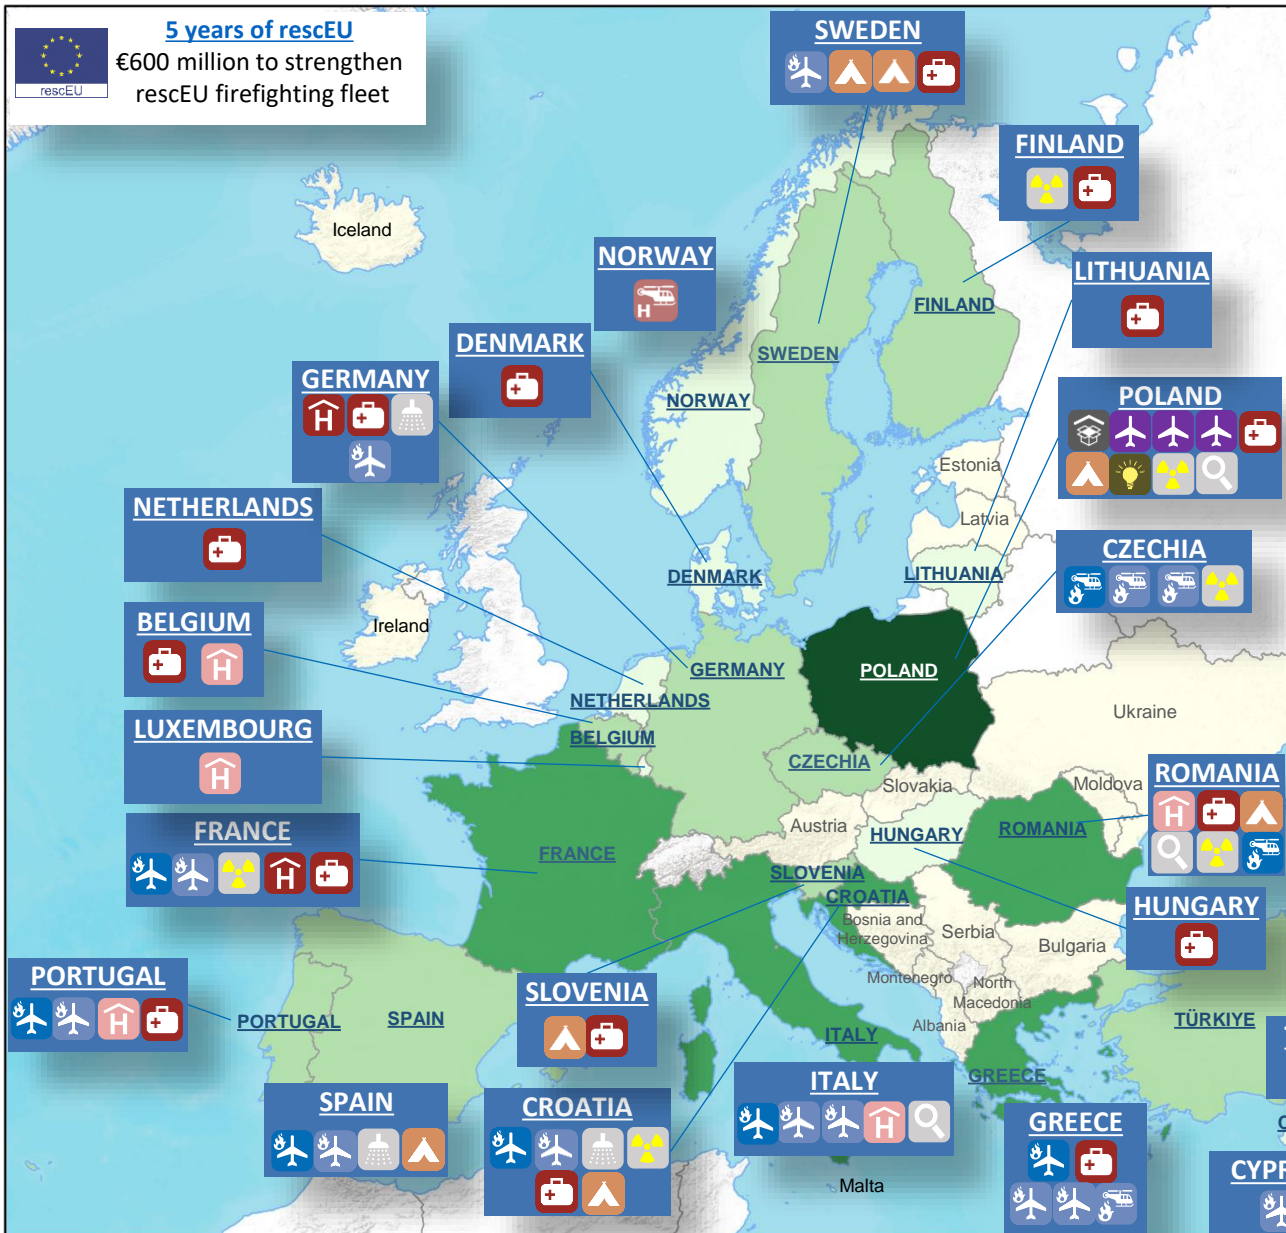 5 years of rescEU
€600 million to strengthen
rescEU firefighting fleet
rescEU
SWEDEN
FINLAND
Iceland
NORWAY
LITHUANIA
DENMARK
GERMANY
POLAND
NETHERLANDS
CZECHIA
BELGIUM
LUXEMBOURG
ROMANIA
FRANCE
HUNGARY
PORTUGAL
SLOVENIA
SPAIN
CROATIA
ITALY
GREECE
FINLAND
SWEDEN
NORWAY
Estonia
Latvia
DENMARK
LITHUANIA
Ireland
GERMANY
POLAND
NETHERLANDS
BELGIUM
Ukraine
CZECHIA
Slovakia
Moldova
Austria
HUNGARY
ROMANIA
FRANCE
SLOVENIA
CROATIA
Bosnia and
Herzegovina
Serbia
Bulgaria
Montenegro
North
Macedonia
Albania
PORTUGAL
SPAIN
ITALY
TÜRKIYE
GREECE
Malta
H
H
H
H
H
H
H
H